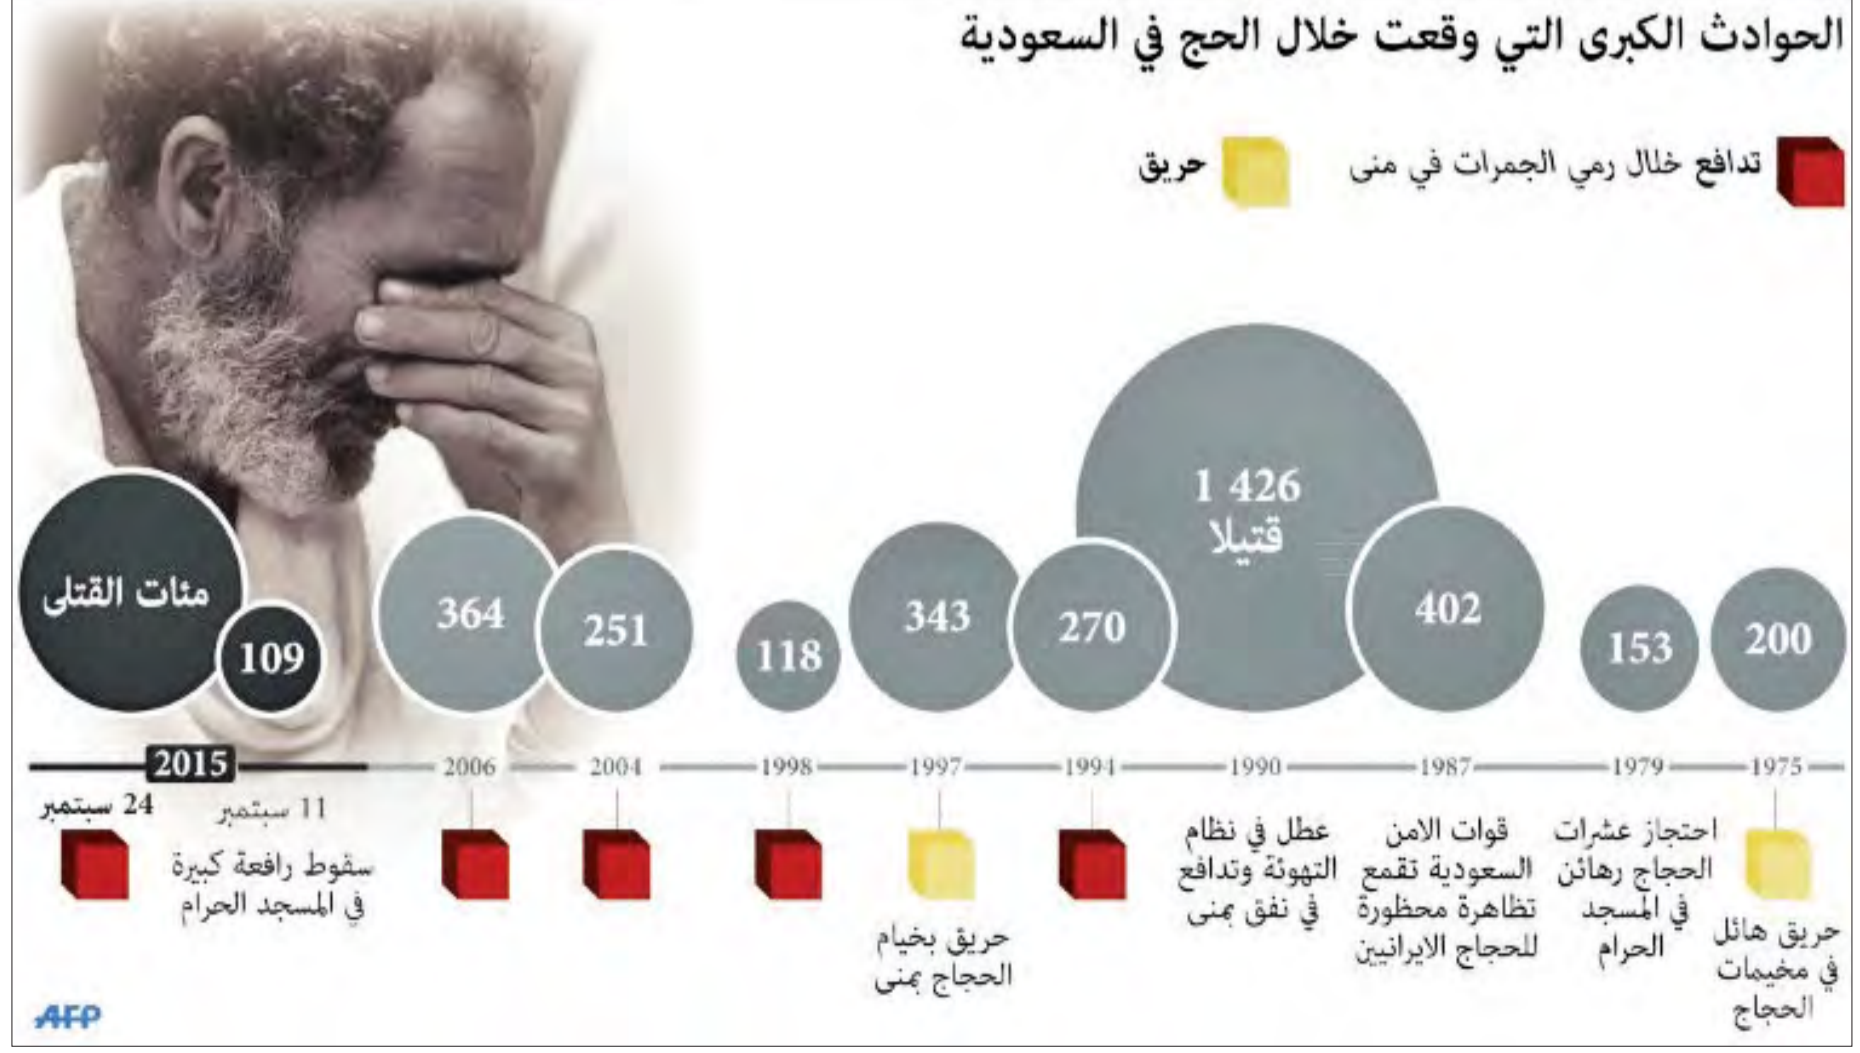 الحوادث الكبرى التي وقعت خلال الحج في السعودية
تدافع خلال رمي الجمرات في منى
حريق
1 426
قتيلا
200
153
402
270
343
118
251
364
109
مئات القتلى
1975
1979
1987
1990
1994
1997
1998
2004
2006
2015
حريق هائل
في مخيمات
الحجاج
احتجاز عشرات
الحجاج رهائن
في المسجد
الحرام
قوات الامن
السعودية تقمع
تظاهرة محظورة
للحجاج الايرانيين
عطل في نظام
التهوئة وتدافع
في نفق بمنى
حريق بخيام
الحجاج بمنى
11 سبتمبر
سقوط رافعة كبيرة
في المسجد الحرام
24 سبتمبر
AFP